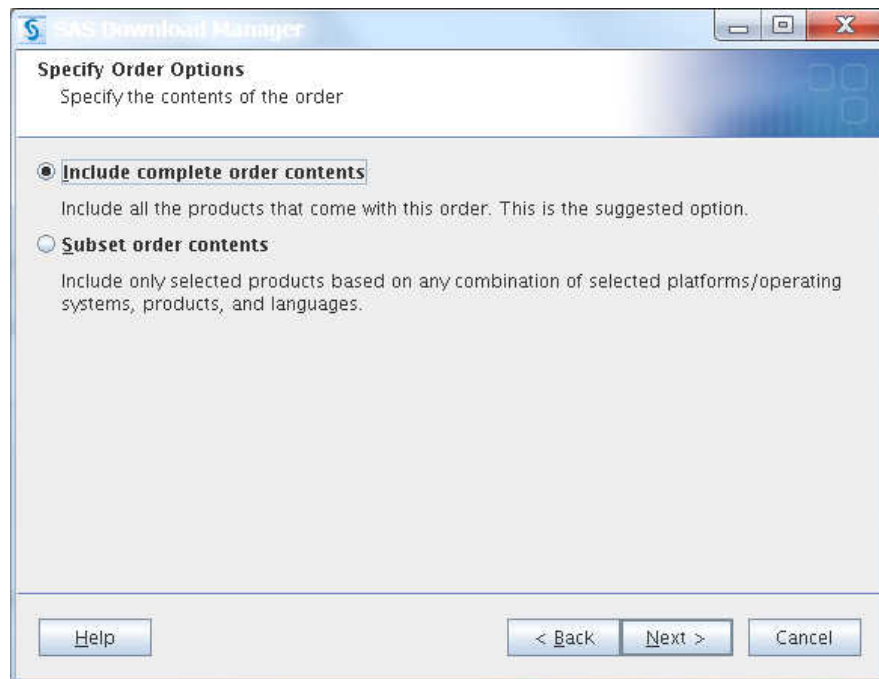 SAS Download Manager
Specify Order Options
Specify the contents of the order
Include complete order contents
Include all the products that come with this order. This is the suggested option.
Subset order contents
Include only selected products based on any combination of selected platforms/operating
systems, products, and languages.
Help
< Back
Next >
Cancel